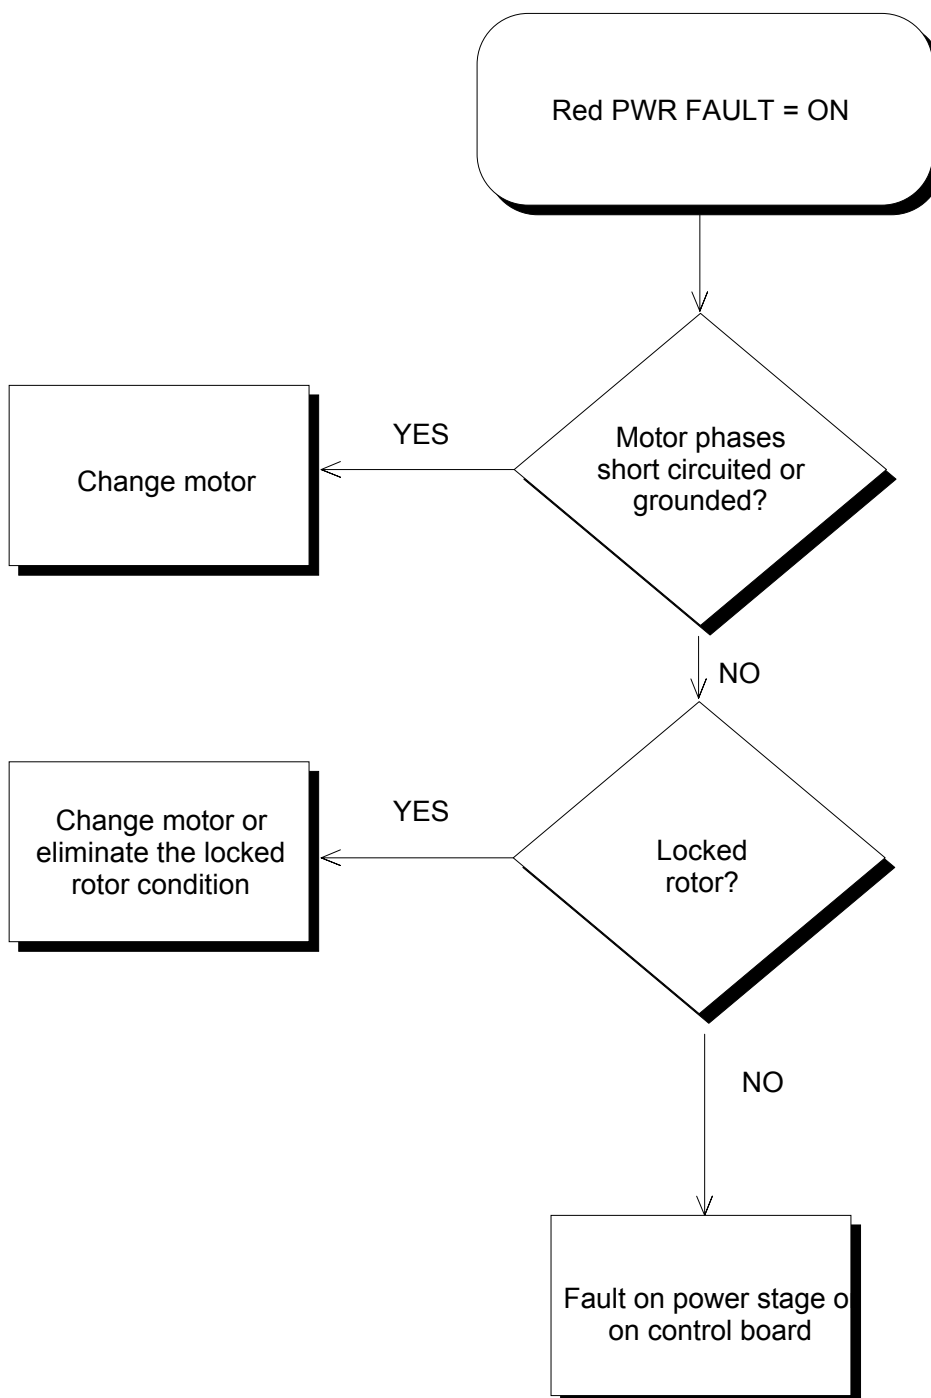 Red PWR FAULT = ON
Motor phases
short circuited or
grounded?
YES
Change motor
NO
Locked
rotor?
YES
Change motor or
eliminate the locked
rotor condition
NO
Fault on power stage o
on control board